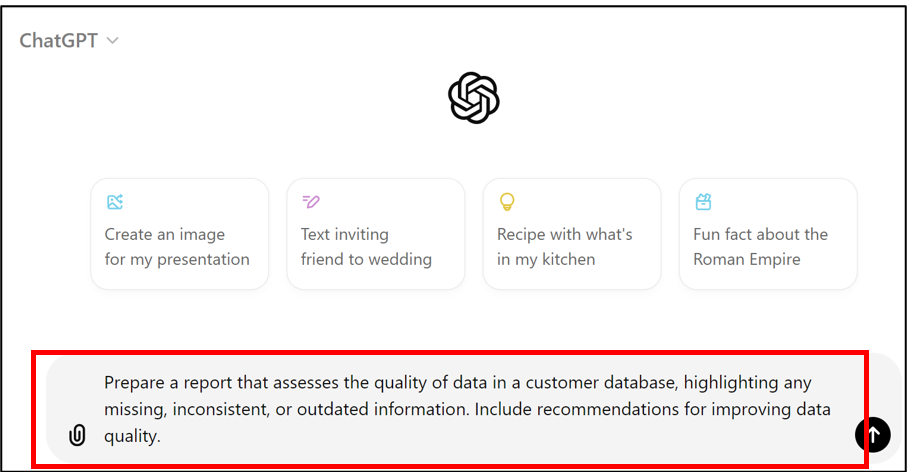 ChatGPT
Create an image
for my presentation
Text inviting
friend to wedding
Recipe with what's
in my kitchen
Fun fact about the
Roman Empire
Prepare a report that assesses the quality of data in a customer database, highlighting any
missing, inconsistent, or outdated information. Include recommendations for improving data
quality.